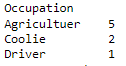 Occupation
Agricultuer 5
Coolie 2
Driver 1